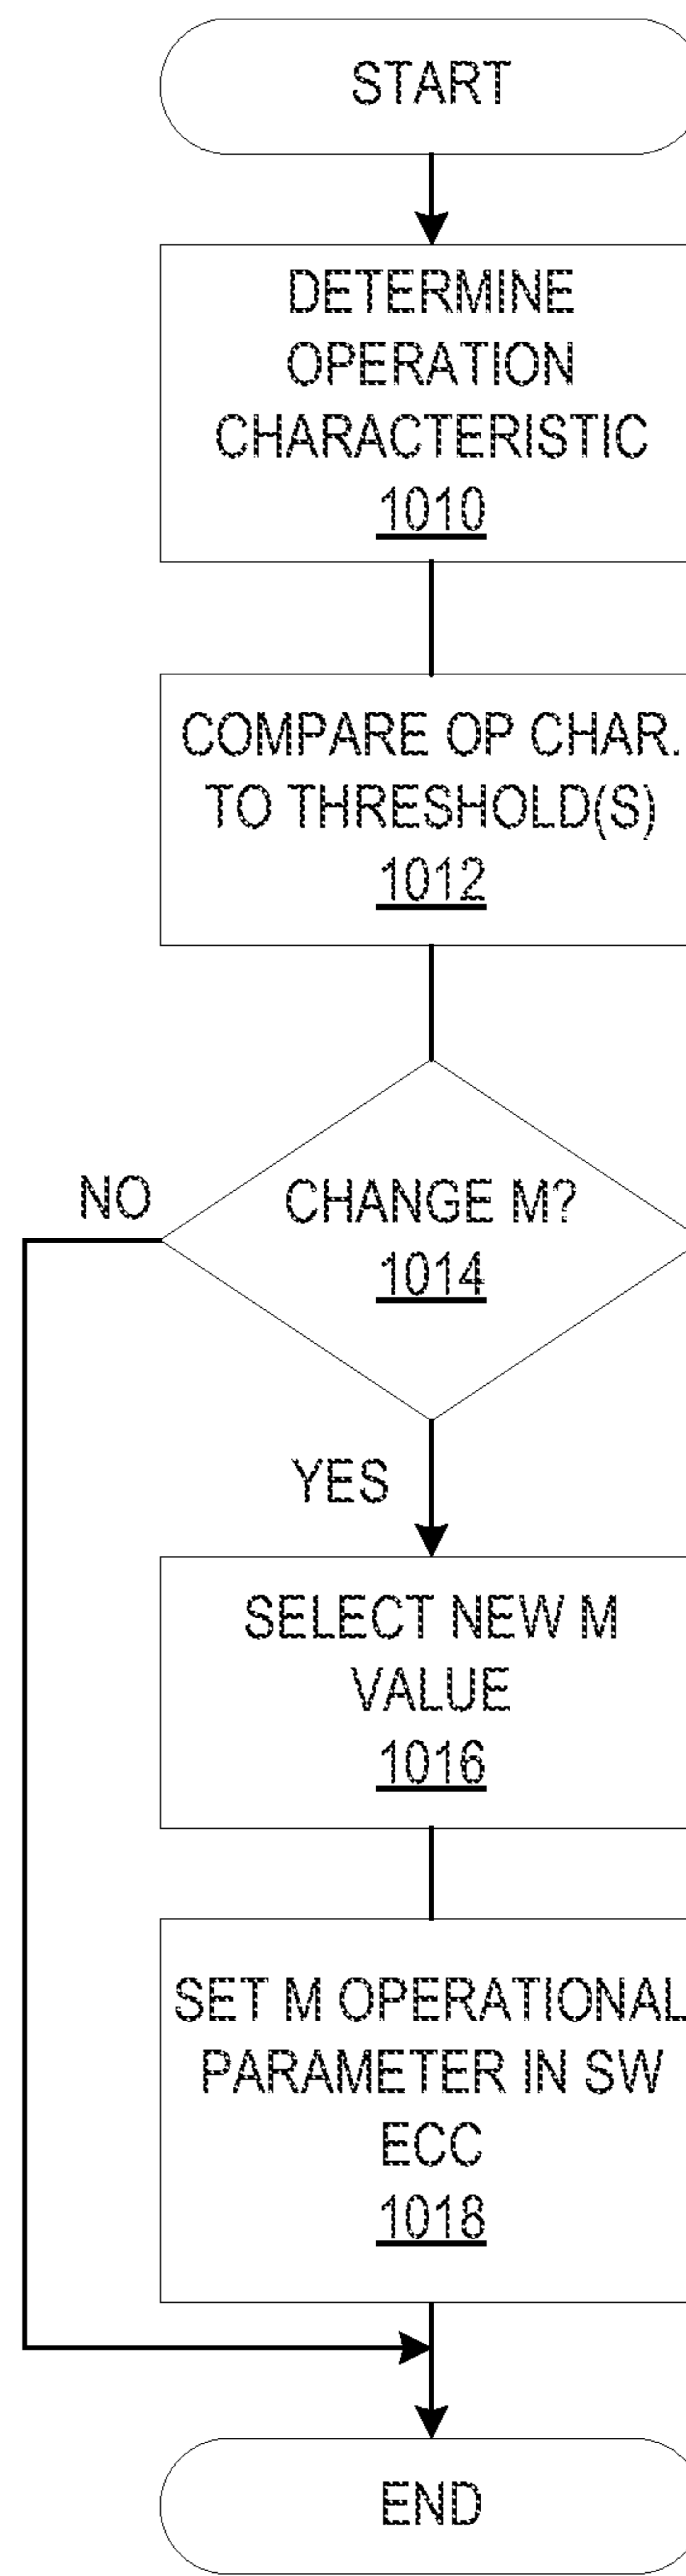 START
DETERMINE
OPERATION
CHARACTERISTIC
1010
COMPARE OP CHAR.
TO THRESHOLD(S)
1012
NO
CHANGE M?
1014
YES
SELECT NEW M
VALUE
1016
SET M OPERATIONAL
PARAMETER IN SW
ECC
1018
END